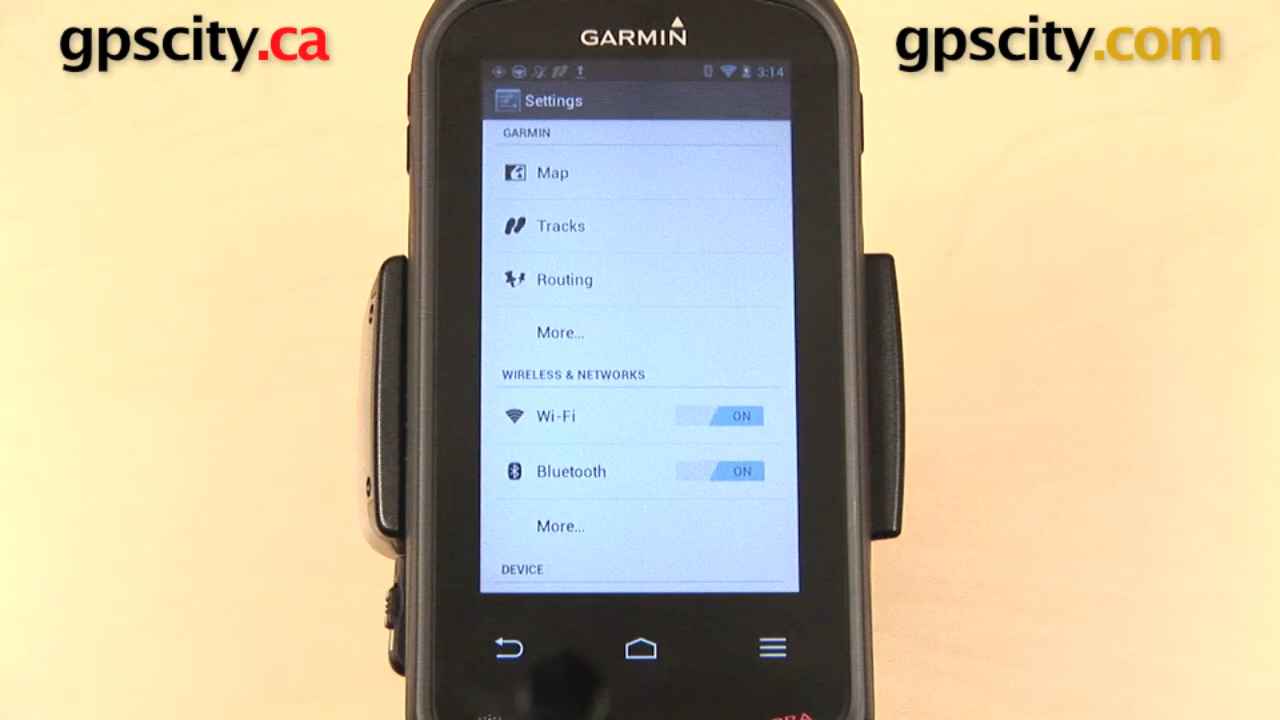 gpscity.ca
gpscity.com
GARMIN
3:14
Settings
GARMIN
Map
Tracks
Routing
More...
WIRELESS & NETWORKS
Wi-Fi ON
Bluetooth ON
More...
DEVICE